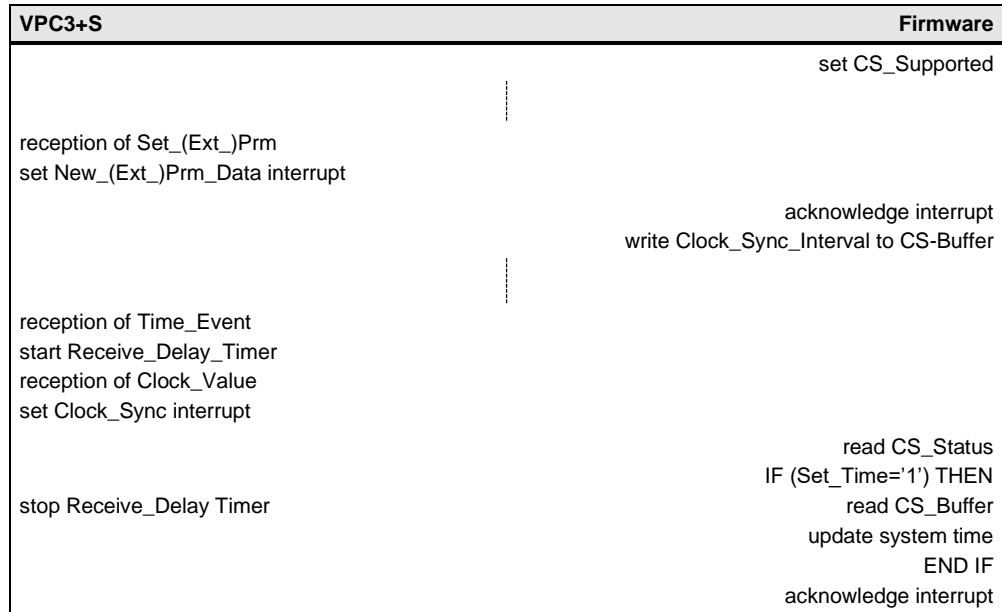 VPC3+S Firmware
set CS_Supported
reception of Set_(Ext_)Prm
set New_(Ext_)Prm_Data interrupt
acknowledge interrupt
write Clock_Sync_Interval to CS-Buffer
reception of Time_Event
start Receive_Delay_Timer
reception of Clock_Value
set Clock_Sync interrupt
read CS_Status
IF (Set_Time='1') THEN
stop Receive_Delay Timer read CS_Buffer
update system time
END IF
acknowledge interrupt